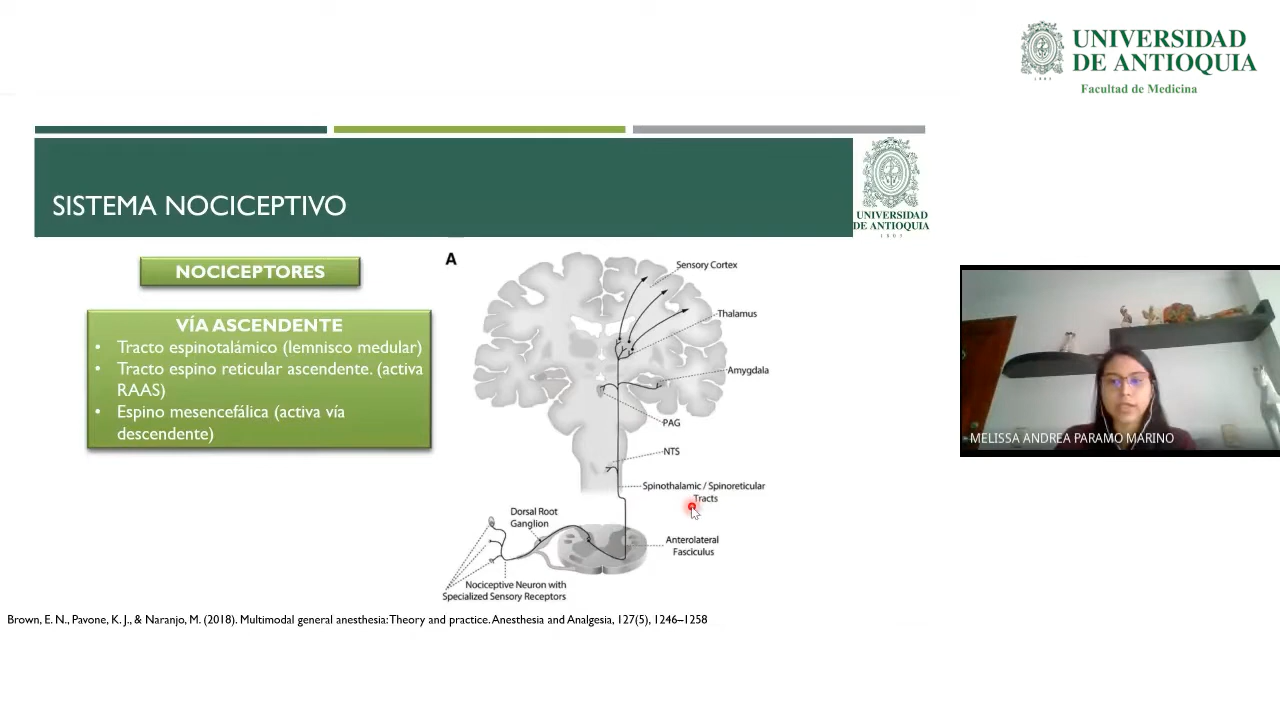 UNIVERSIDAD
DE ANTIOQUIA
1803
Facultad de Medicina
SISTEMA NOCICEPTIVO
UNIVERSIDAD
DE ANTIOQUIA
1803
NOCICEPTORES
VÍA ASCENDENTE
• Tracto espinotalámico (lemnisco medular)
• Tracto espino reticular ascendente. (activa
RAAS)
• Espino mesencefálica (activa vía
descendente)
A
Sensory Cortex
Thalamus
Amygdala
PAG
NTS
Spinothalamic / Spinoreticular
Tracts
Dorsal Root
Ganglion
Anterolateral
Fasciculus
Nociceptive Neuron with
Specialized Sensory Receptors
MELISSA ANDREA PARAMO MARINO
Brown, E. N., Pavone, K. J., & Naranjo, M. (2018). Multimodal general anesthesia: Theory and practice. Anesthesia and Analgesia, 127(5), 1246–1258